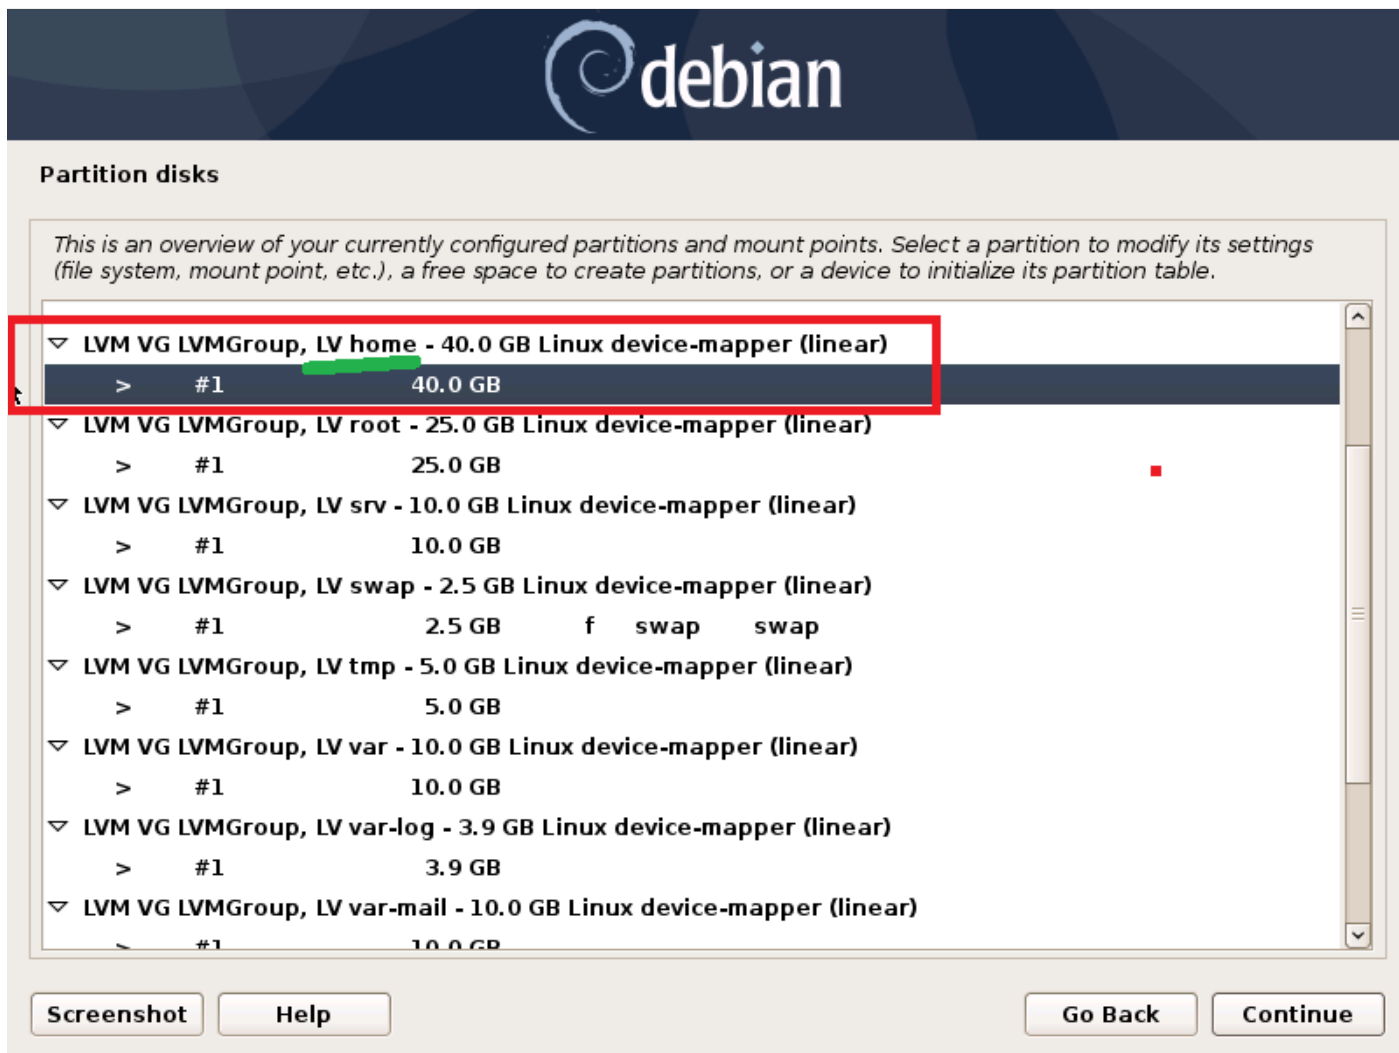 debian
Partition disks
This is an overview of your currently configured partitions and mount points. Select a partition to modify its settings
(file system, mount point, etc.), a free space to create partitions, or a device to initialize its partition table.
LVM VG LVMGroup, LV home - 40.0 GB Linux device-mapper (linear)
> #1 40.0 GB
LVM VG LVMGroup, LV root - 25.0 GB Linux device-mapper (linear)
> #1 25.0 GB
LVM VG LVMGroup, LV srv - 10.0 GB Linux device-mapper (linear)
> #1 10.0 GB
LVM VG LVMGroup, LV swap - 2.5 GB Linux device-mapper (linear)
> #1 2.5 GB f swap swap
LVM VG LVMGroup, LV tmp - 5.0 GB Linux device-mapper (linear)
> #1 5.0 GB
LVM VG LVMGroup, LV var - 10.0 GB Linux device-mapper (linear)
> #1 10.0 GB
LVM VG LVMGroup, LV var-log - 3.9 GB Linux device-mapper (linear)
> #1 3.9 GB
LVM VG LVMGroup, LV var-mail - 10.0 GB Linux device-mapper (linear)
> #1 10.0 GB
Screenshot Help Go Back Continue